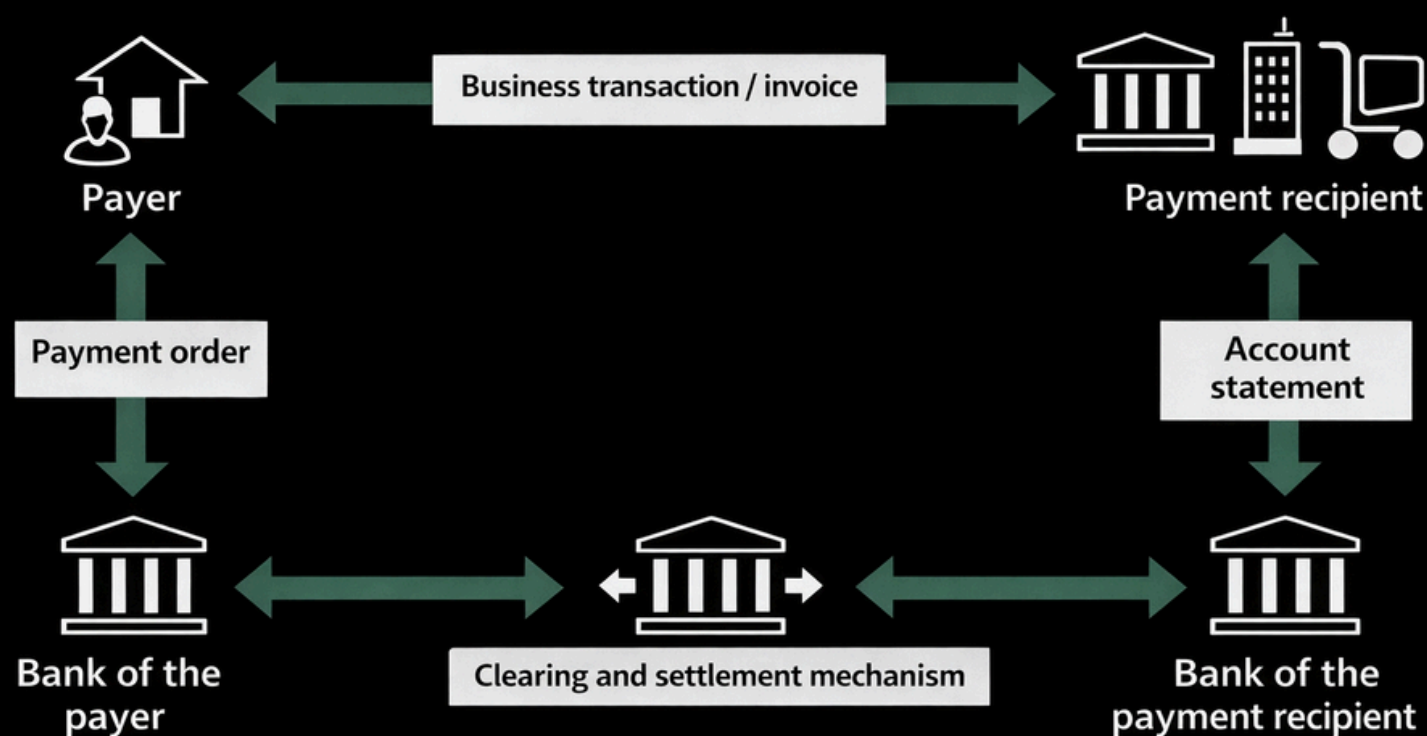 Business transaction / invoice
Payer
Payment recipient
Payment order
Account
statement
Bank of the
payer
Clearing and settlement mechanism
Bank of the
payment recipient